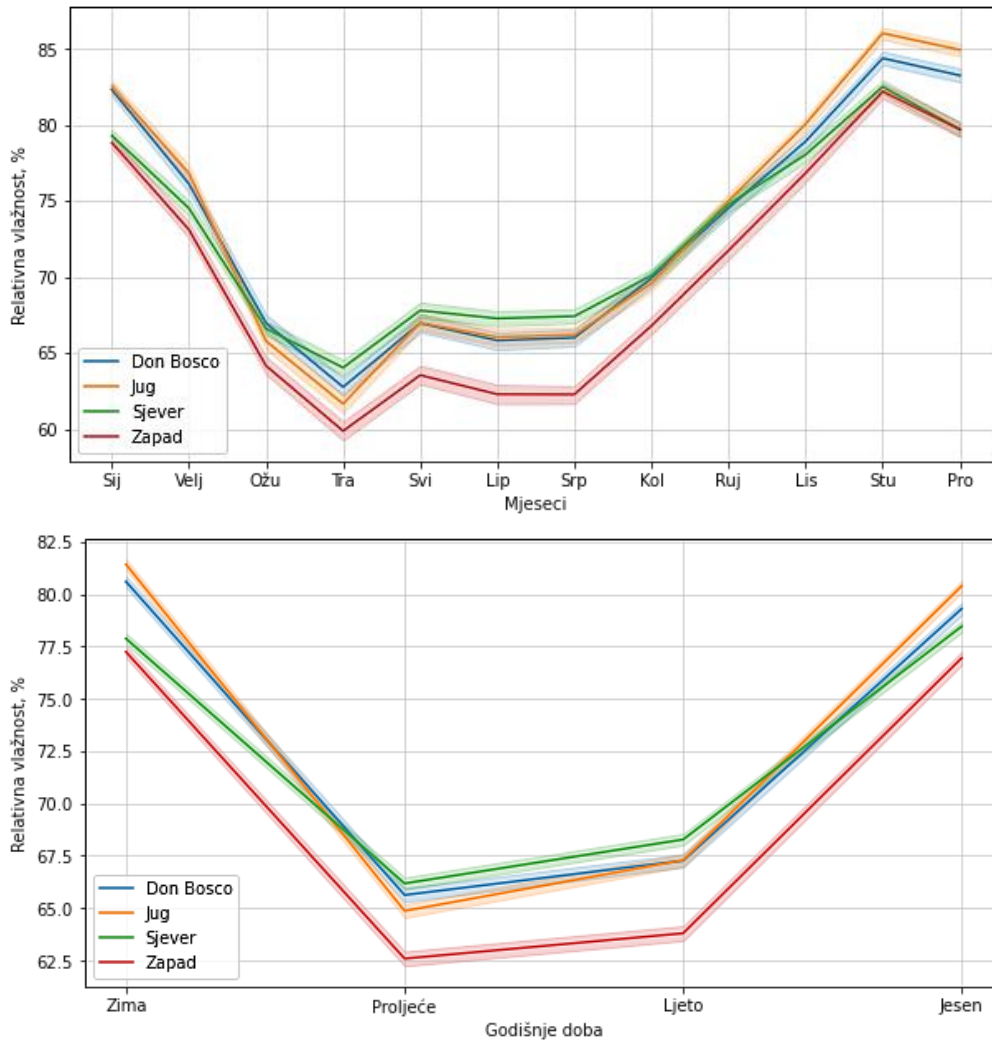 85
80
75
70
65
60
Relativna vlažnost, %
Don Bosco
Jug
Sjever
Zapad
Sij Velj Ožu Tra Svi Lip Srp Kol Ruj Lis Stu Pro
Mjeseci
82.5
80.0
77.5
75.0
72.5
70.0
67.5
65.0
62.5
Relativna vlažnost, %
Don Bosco
Jug
Sjever
Zapad
Zima Proljeće Ljeto Jesen
Godišnje doba